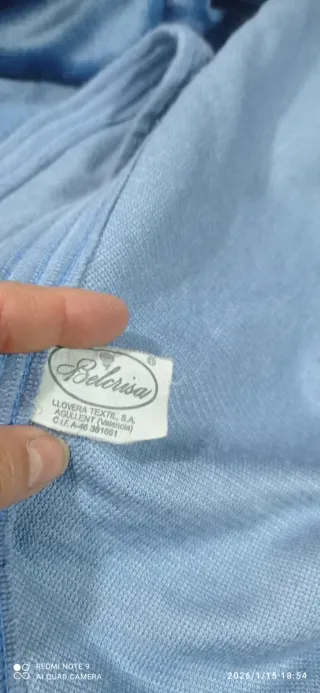 Belcrisa ®
LLOVERA TEXTIL, S.A.
AGULLENT (Valencia)
C.I.F. A-46 381661
REDMI NOTE 9
AI QUAD CAMERA
2026/1/15 18:54